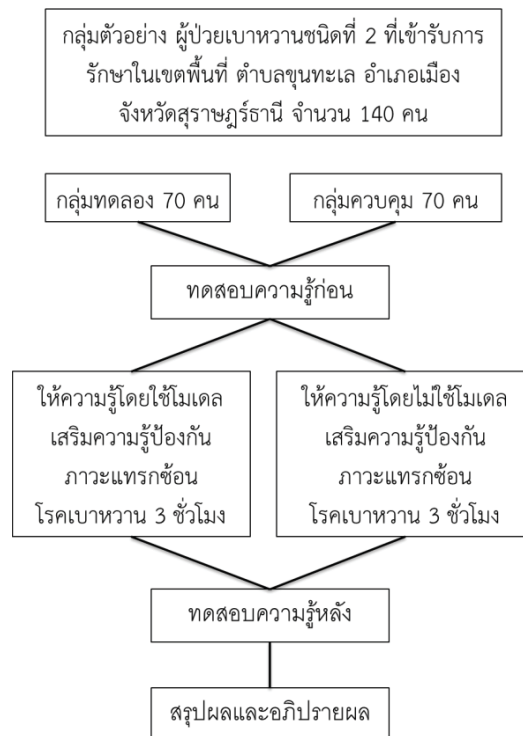 กลุ่มตัวอย่าง ผู้ป่วยเบาหวานชนิดที่ 2 ที่เข้ารับการ
รักษาในเขตพื้นที่ ตำบลขุนทะเล อำเภอเมือง
จังหวัดสุราษฎร์ธานี จำนวน 140 คน
กลุ่มทดลอง 70 คน
กลุ่มควบคุม 70 คน
ทดสอบความรู้ก่อน
ให้ความรู้โดยใช้โมเดล
เสริมความรู้ป้องกัน
ภาวะแทรกซ้อน
โรคเบาหวาน 3 ชั่วโมง
ให้ความรู้โดยไม่ใช้โมเดล
เสริมความรู้ป้องกัน
ภาวะแทรกซ้อน
โรคเบาหวาน 3 ชั่วโมง
ทดสอบความรู้หลัง
สรุปผลและอภิปรายผล